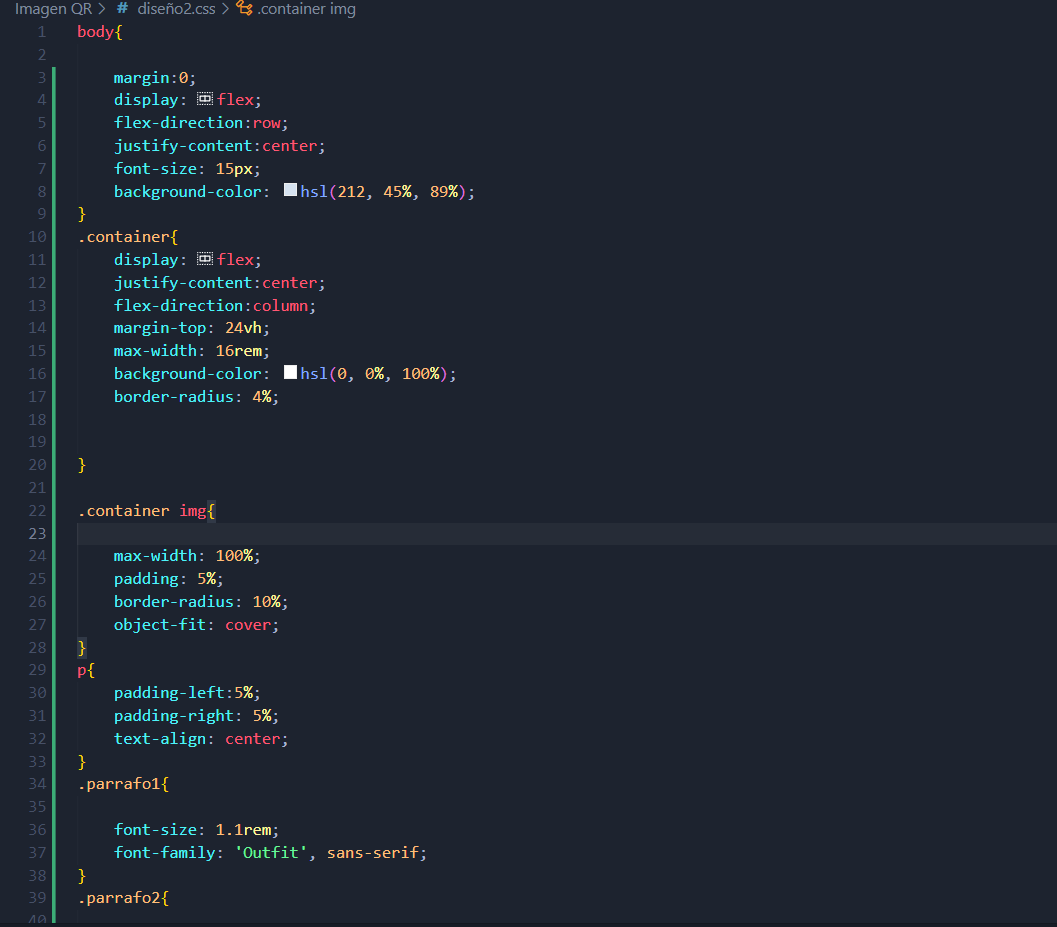 Imagen QR > # diseño2.css > .container img
1 body{
2
3 margin:0;
4 display: flex;
5 flex-direction:row;
6 justify-content:center;
7 font-size: 15px;
8 background-color: hsl(212, 45%, 89%);
9 }
10 .container{
11 display: flex;
12 justify-content:center;
13 flex-direction:column;
14 margin-top: 24vh;
15 max-width: 16rem;
16 background-color: hsl(0, 0%, 100%);
17 border-radius: 4%;
18
19
20 }
21
22 .container img{
23
24 max-width: 100%;
25 padding: 5%;
26 border-radius: 10%;
27 object-fit: cover;
28 }
29 p{
30 padding-left:5%;
31 padding-right: 5%;
32 text-align: center;
33 }
34 .parrafo1{
35
36 font-size: 1.1rem;
37 font-family: 'Outfit', sans-serif;
38 }
39 .parrafo2{
40